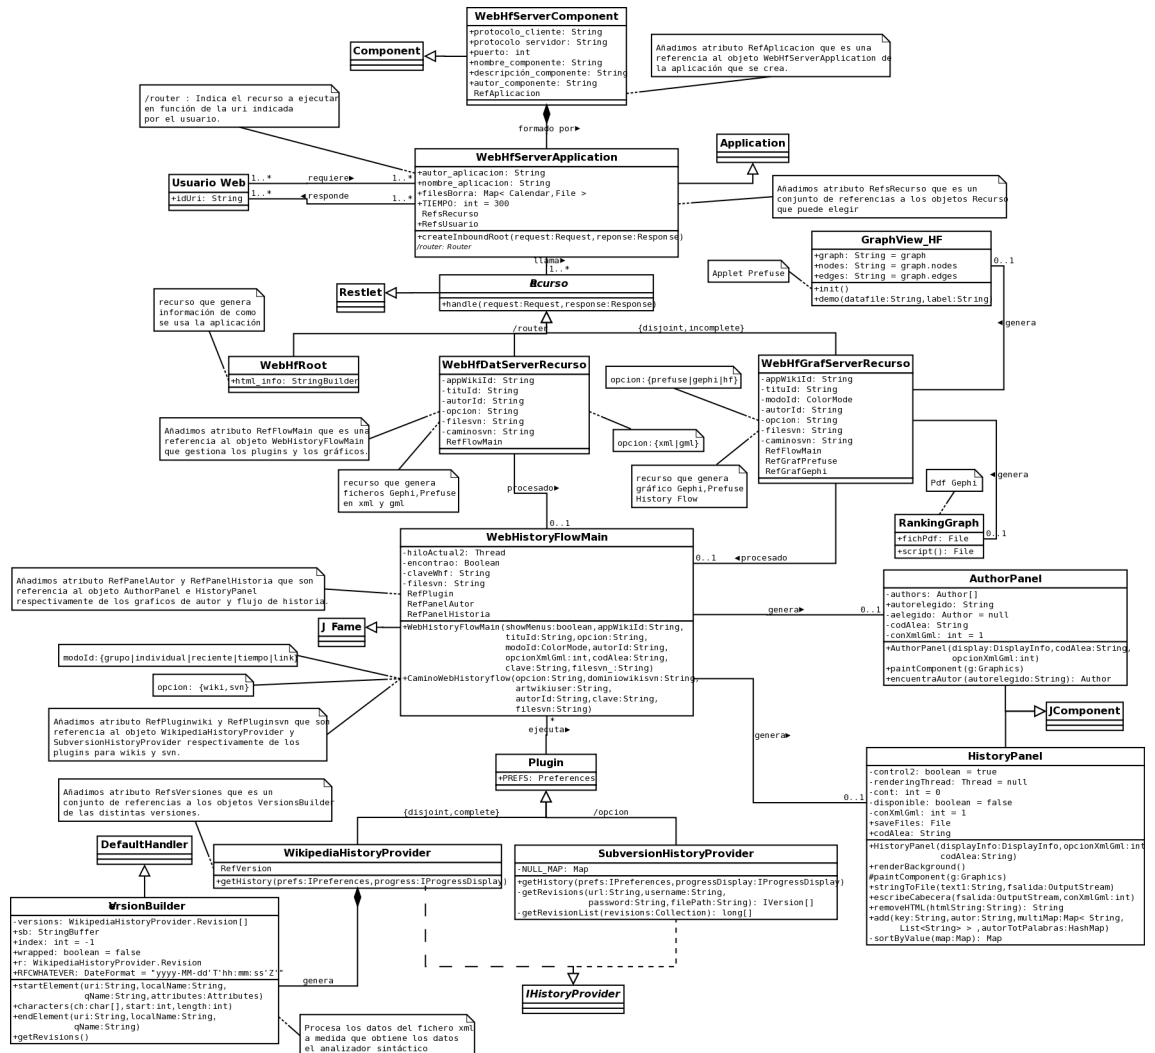 WebHfServerComponent
+protocolo_cliente: String
+protocolo servidor: String
+puerto: int
+nombre_componente: String
+descripción_componente: String
+autor_componente: String
RefAplicacion
Component
Añadimos atributo RefAplicacion que es una
referencia al objeto WebHfServerApplication de
la aplicación que se crea.
/router : Indica el recurso a ejecutar
en función de la uri indicada
por el usuario.
formado por▶
Application
WebHfServerApplication
+autor_aplicacion: String
+nombre_aplicacion: String
+filesBorra: Map< Calendar,File >
+TIEMPO: int = 300
RefsRecurso
+RefsUsuario
+createInboundRoot(request:Request,reponse:Response)
/router: Router
Usuario Web
+idUri: String
1..*
requiere▶
1..*
1..*
◀responde
1..*
Añadimos atributo RefsRecurso que es un
conjunto de referencias a los objetos Recurso
que puede elegir
GraphView_HF
+graph: String = graph
+nodes: String = graph.nodes
+edges: String = graph.edges
+init()
+demo(datafile:String,label:String)
0..1
Applet Prefuse
llama▶
1..*
Restlet
Recurso
+handle(request:Request,response:Response)
recurso que genera
información de como
se usa la aplicación
/router
{disjoint,incomplete}
◀genera
WebHfRoot
+html_info: StringBuilder
WebHfDatServerRecurso
-appWikiId: String
-tituId: String
-autorId: String
-opcion: String
-filesvn: String
-caminosvn: String
RefFlowMain
opcion:{prefuse|gephi|hf}
WebHfGrafServerRecurso
-appWikiId: String
-tituId: String
-modoId: ColorMode
-autorId: String
-opcion: String
-filesvn: String
-caminosvn: String
RefFlowMain
RefGrafPrefuse
RefGrafGephi
Añadimos atributo RefFlowMain que es una
referencia al objeto WebHistoryFlowMain
que gestiona los plugins y los gráficos.
opcion:{xml|gml}
recurso que genera
ficheros Gephi,Prefuse
en xml y gml
procesado▶
recurso que genera
gráfico Gephi,Prefuse
History Flow
◀genera
Pdf Gephi
RankingGraph
+fichPdf: File
+script(): File
0..1
0..1
WebHistoryFlowMain
-hiloActual2: Thread
-encontrao: Boolean
-claveWhf: String
-filesvn: String
RefPlugin
RefPanelAutor
RefPanelHistoria
+WebHistoryFlowMain(showMenus:boolean,appWikiId:String,
tituId:String,opcion:String,
modoId:ColorMode,autorId:String,
opcionXmlGml:int,codAlea:String,
clave:String,filesvn_:String)
+CaminoWebHistoryflow(opcion:String,dominiowikisvn:String,
artwikiuser:String,
autorId:String,clave:String,
filesvn:String)
0..1
◀procesado
Añadimos atributo RefPanelAutor y RefPanelHistoria que son
referencia al objeto AuthorPanel e HistoryPanel
respectivamente de los graficos de autor y flujo de historia.
J Fame
genera▶
0..1
AuthorPanel
-authors: Author[]
+autorelegido: String
-aelegido: Author = null
-codAlea: String
-conXmlGml: int = 1
+AuthorPanel(display:DisplayInfo,codAlea:String,
opcionXmlGml:int)
+paintComponent(g:Graphics)
+encuentraAutor(autorelegido:String): Author
modoId:{grupo|individual|reciente|tiempo|link}
opcion: {wiki,svn}
Añadimos atributo RefPluginwiki y RefPluginsvn que son
referencia al objeto WikipediaHistoryProvider y
SubversionHistoryProvider respectivamente de los
plugins para wikis y svn.
*
ejecuta▶
genera▶
JComponent
Plugin
+PREFS: Preferences
HistoryPanel
-control2: boolean = true
-renderingThread: Thread = null
-cont: int = 0
-disponible: boolean = false
-conXmlGml: int = 1
+saveFiles: File
+codAlea: String
+HistoryPanel(displayInfo:DisplayInfo,opcionXmlGml:int
codAlea:String)
+renderBackground()
#paintComponent(g:Graphics)
+stringToFile(text1:String,fsalida:OutputStream)
+escribeCabecera(fsalida:OutputStream,conXmlGml:int)
+removeHTML(htmlString:String): String
+add(key:String,autor:String,multiMap:Map< String,
List<String> > ,autorTotPalabras:HashMap)
-sortByValue(map:Map): Map
0..1
Añadimos atributo RefsVersiones que es un
conjunto de referencias a los objetos VersionsBuilder
de las distintas versiones.
{disjoint,complete}
/opcion
DefaultHandler
WikipediaHistoryProvider
RefVersion
+getHistory(prefs:IPreferences,progress:IProgressDisplay)
SubversionHistoryProvider
-NULL_MAP: Map
+getHistory(prefs:IPreferences,progressDisplay:IProgressDisplay)
-getRevisions(url:String,username:String,
password:String,filePath:String): IVersion[]
-getRevisionList(revisions:Collection): long[]
VersionBuilder
-versions: WikipediaHistoryProvider.Revision[]
+sb: StringBuffer
+index: int = -1
+wrapped: boolean = false
+r: WikipediaHistoryProvider.Revision
+RFCWHATEVER: DateFormat = "yyyy-MM-dd'T'hh:mm:ss'Z'"
+startElement(uri:String,localName:String,
qName:String,attributes:Attributes)
+characters(ch:char[],start:int,length:int)
+endElement(uri:String,localName:String,
qName:String)
+getRevisions()
genera
IHistoryProvider
Procesa los datos del fichero xml
a medida que obtiene los datos
el analizador sintáctico